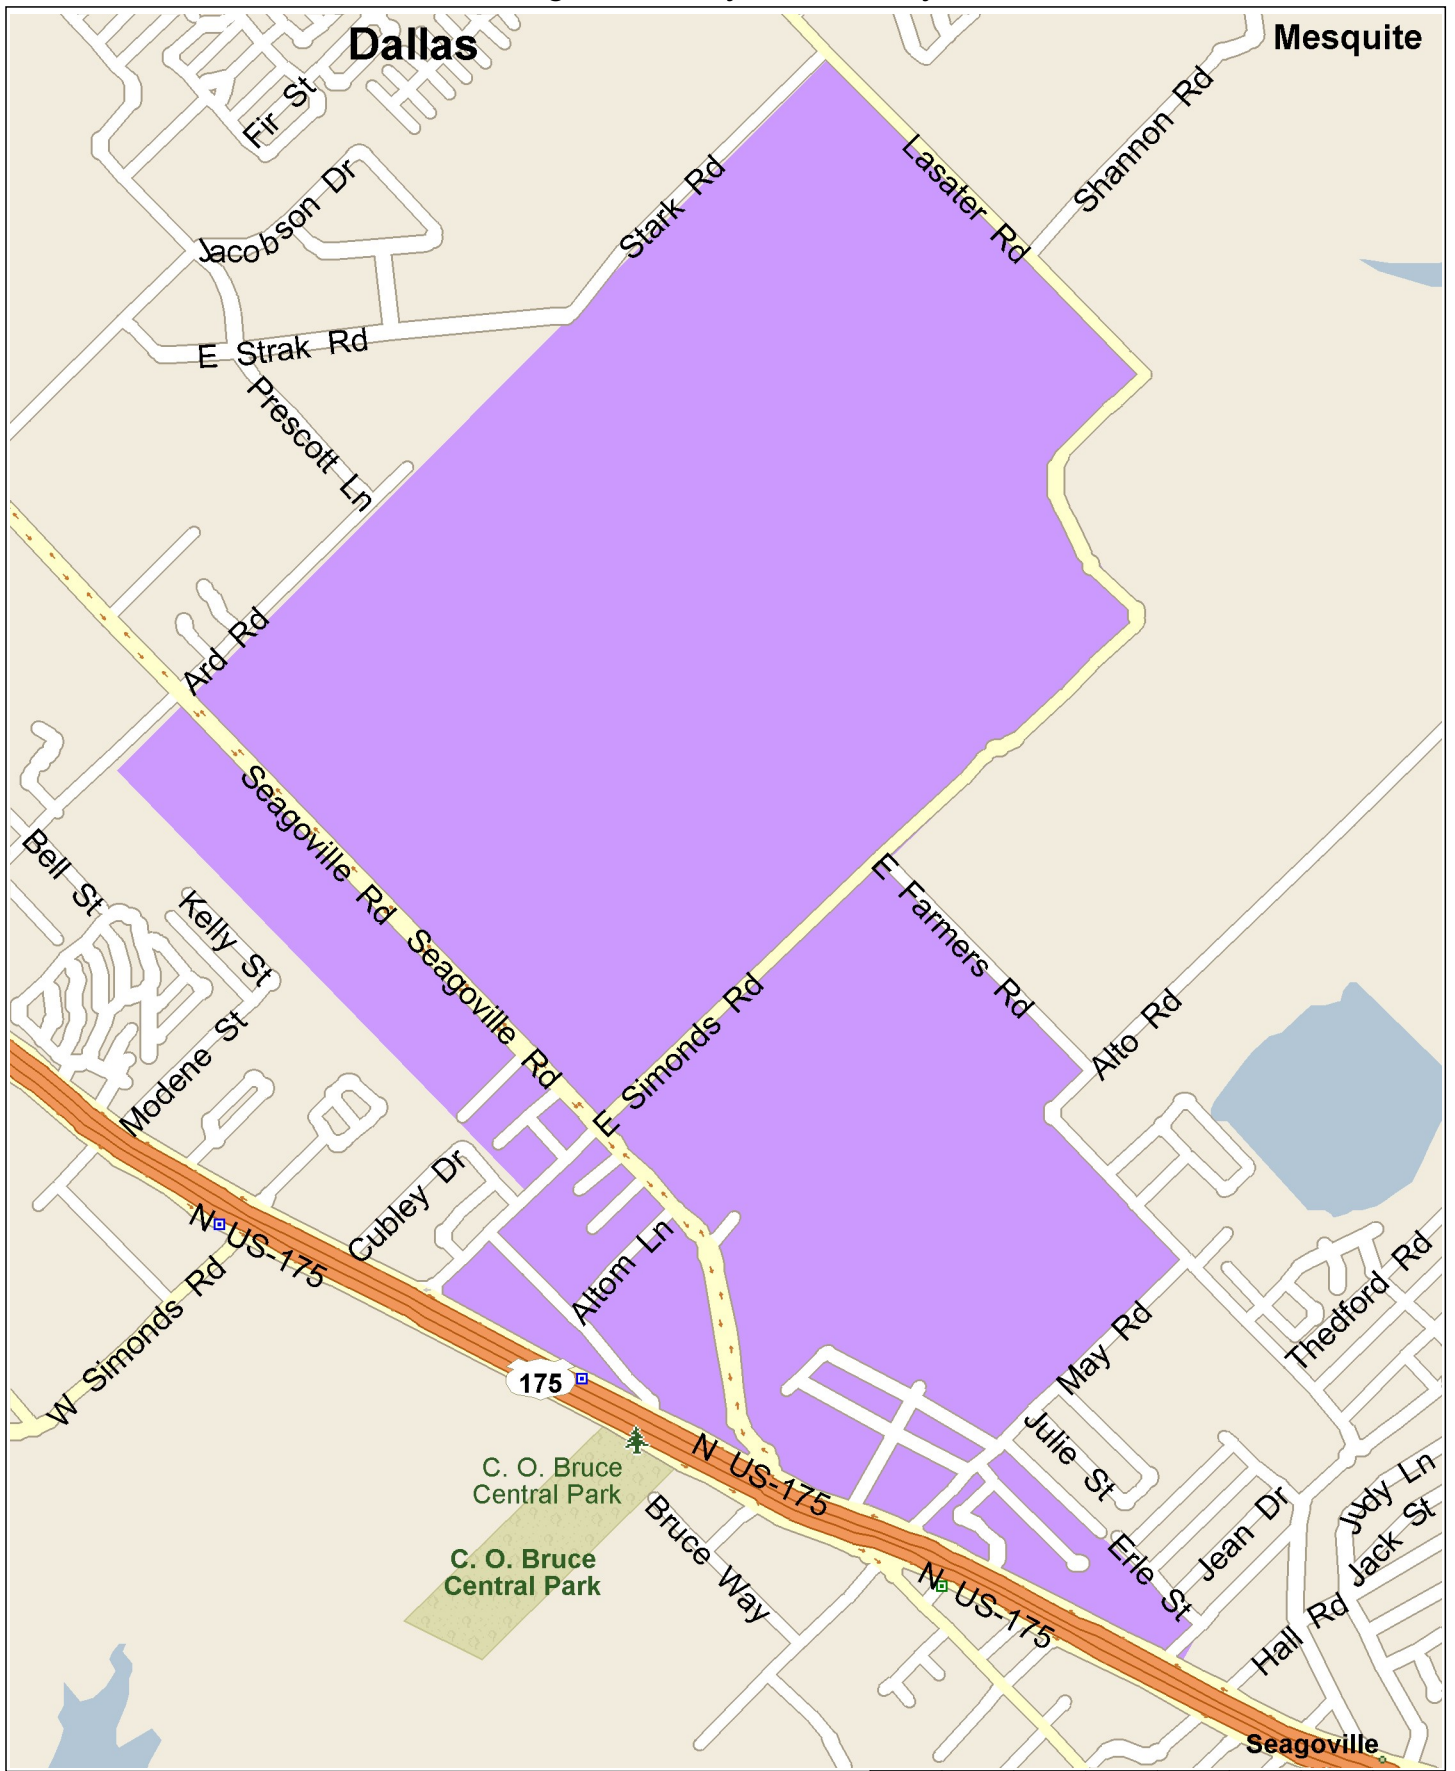 Dallas
Mesquite
Fir St
Shannon Rd
Lasater Rd
Stark Rd
Jacobson Dr
E Strak Rd
Prescott Ln
Ard Rd
Seagoville Rd
Seagoville Rd
Bell St
Kelly St
Modene St
E Farmers Rd
E Simonds Rd
Alto Rd
Cubley Dr
N US-175
W Simonds Rd
Altom Ln
Thedford Rd
May Rd
175
Julie St
N US-175
C. O. Bruce
Central Park
C. O. Bruce
Central Park
Bruce Way
Judy Ln
Jack St
Jean Dr
Erle St
N US-175
Hall Rd
Seagoville